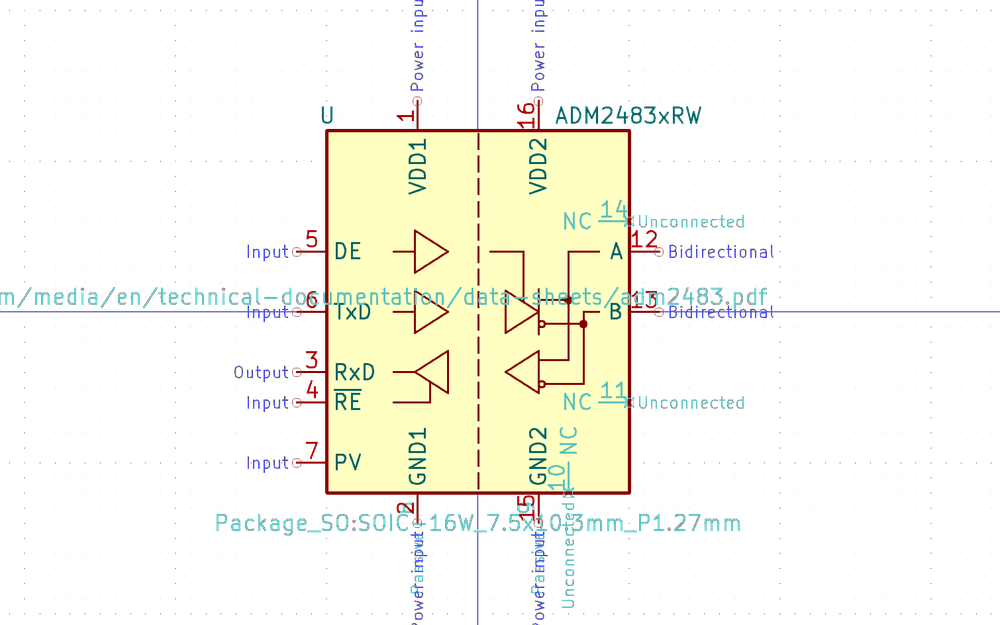 Power input
Power input
U
1
16
ADM2483xRW
VDD1
VDD2
NC
14
Unconnected
Input
5
DE
A
12
Bidirectional
m/media/en/technical-documentation/data-sheets/adm2483.pdf
Input
6
TxD
B
13
Bidirectional
Output
3
RxD
Input
4
RE
NC
11
Unconnected
Input
7
PV
GND1
GND2
NC
10
2
15
Package_SO:SOIC-16W_7.5x10.3mm_P1.27mm
Power input
Power input
Unconnected